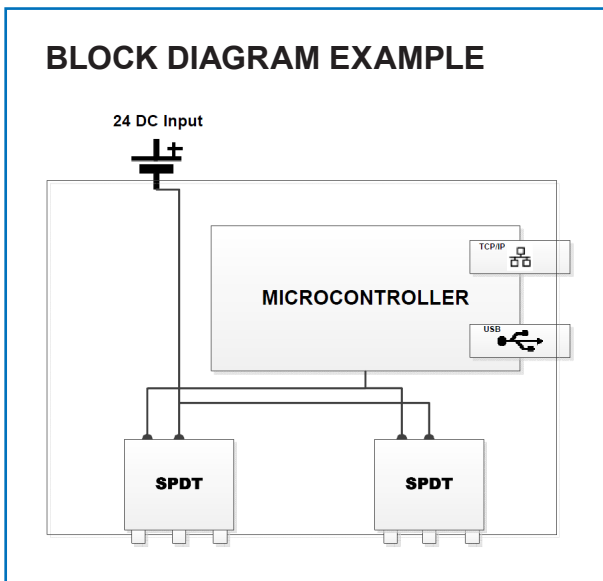 BLOCK DIAGRAM EXAMPLE
24 DC Input
TCP/IP
MICROCONTROLLER
USB
SPDT
SPDT